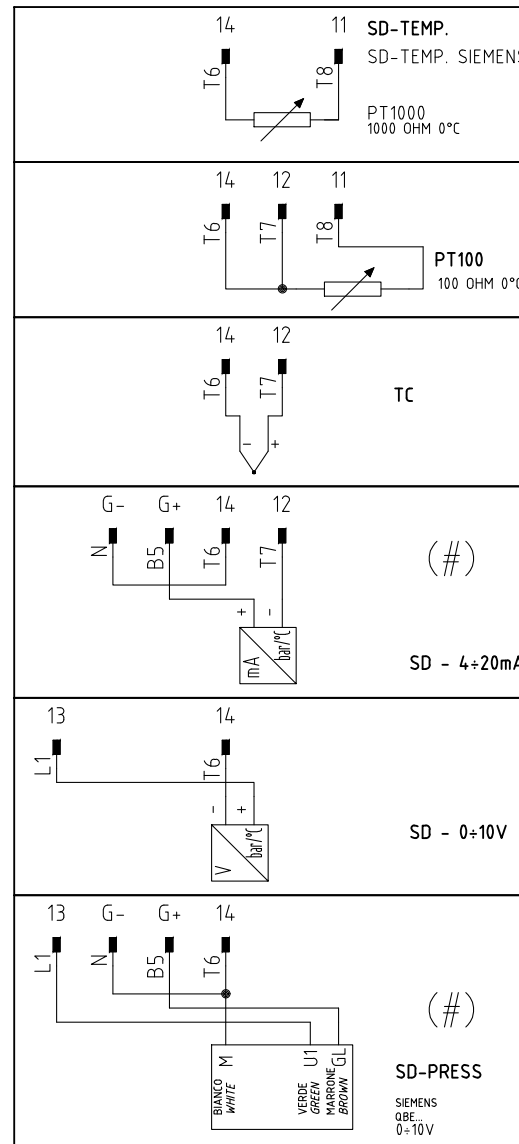 14 11 SD-TEMP.
SD-TEMP. SIEMENS
T6 T8
PT1000
1000 OHM 0°C
14 12 11
T6 T7 T8
PT100
100 OHM 0°C
14 12
T6 T7
TC
- +
G- G+ 14 12
N B5 T6 T7
(#)
+ -
mA bar/°C
SD - 4÷20mA
13 14
L1 T6
- +
V bar/°C
SD - 0÷10V
13 G- G+ 14
L1 N B5 T6
(#)
M U1 GL
BIANCO VERDE MARRONE
WHITE GREEN BROWN
SD-PRESS
SIEMENS
QBE...
0÷10V